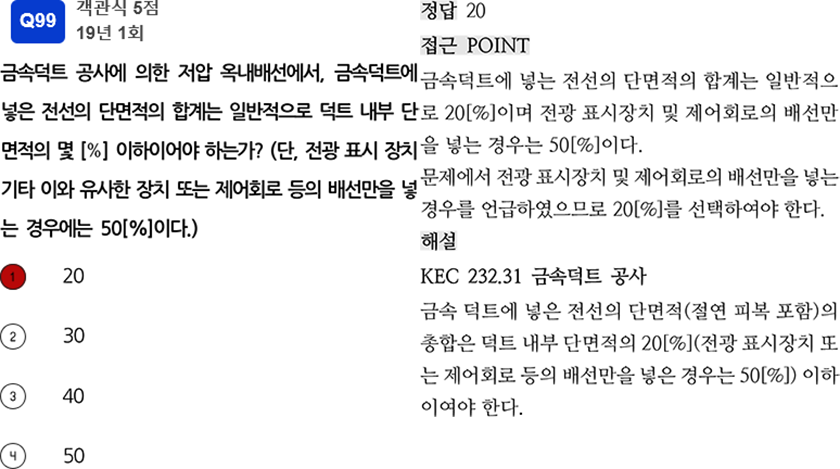 Q99
객관식 5점
19년 1회
금속덕트 공사에 의한 저압 옥내배선에서, 금속덕트에
넣은 전선의 단면적의 합계는 일반적으로 덕트 내부 단
면적의 몇 [%] 이하이어야 하는가? (단, 전광 표시 장치
기타 이와 유사한 장치 또는 제어회로 등의 배선만을 넣
는 경우에는 50[%]이다.)
1 20
2 30
3 40
4 50
정답 20
접근 POINT
금속덕트에 넣는 전선의 단면적의 합계는 일반적으
로 20[%]이며 전광 표시장치 및 제어회로의 배선만
을 넣는 경우는 50[%]이다.
문제에서 전광 표시장치 및 제어회로의 배선만을 넣는
경우를 언급하였으므로 20[%]를 선택하여야 한다.
해설
KEC 232.31 금속덕트 공사
금속 덕트에 넣은 전선의 단면적(절연 피복 포함)의
총합은 덕트 내부 단면적의 20[%](전광 표시장치 또
는 제어회로 등의 배선만을 넣은 경우는 50[%]) 이하
이여야 한다.